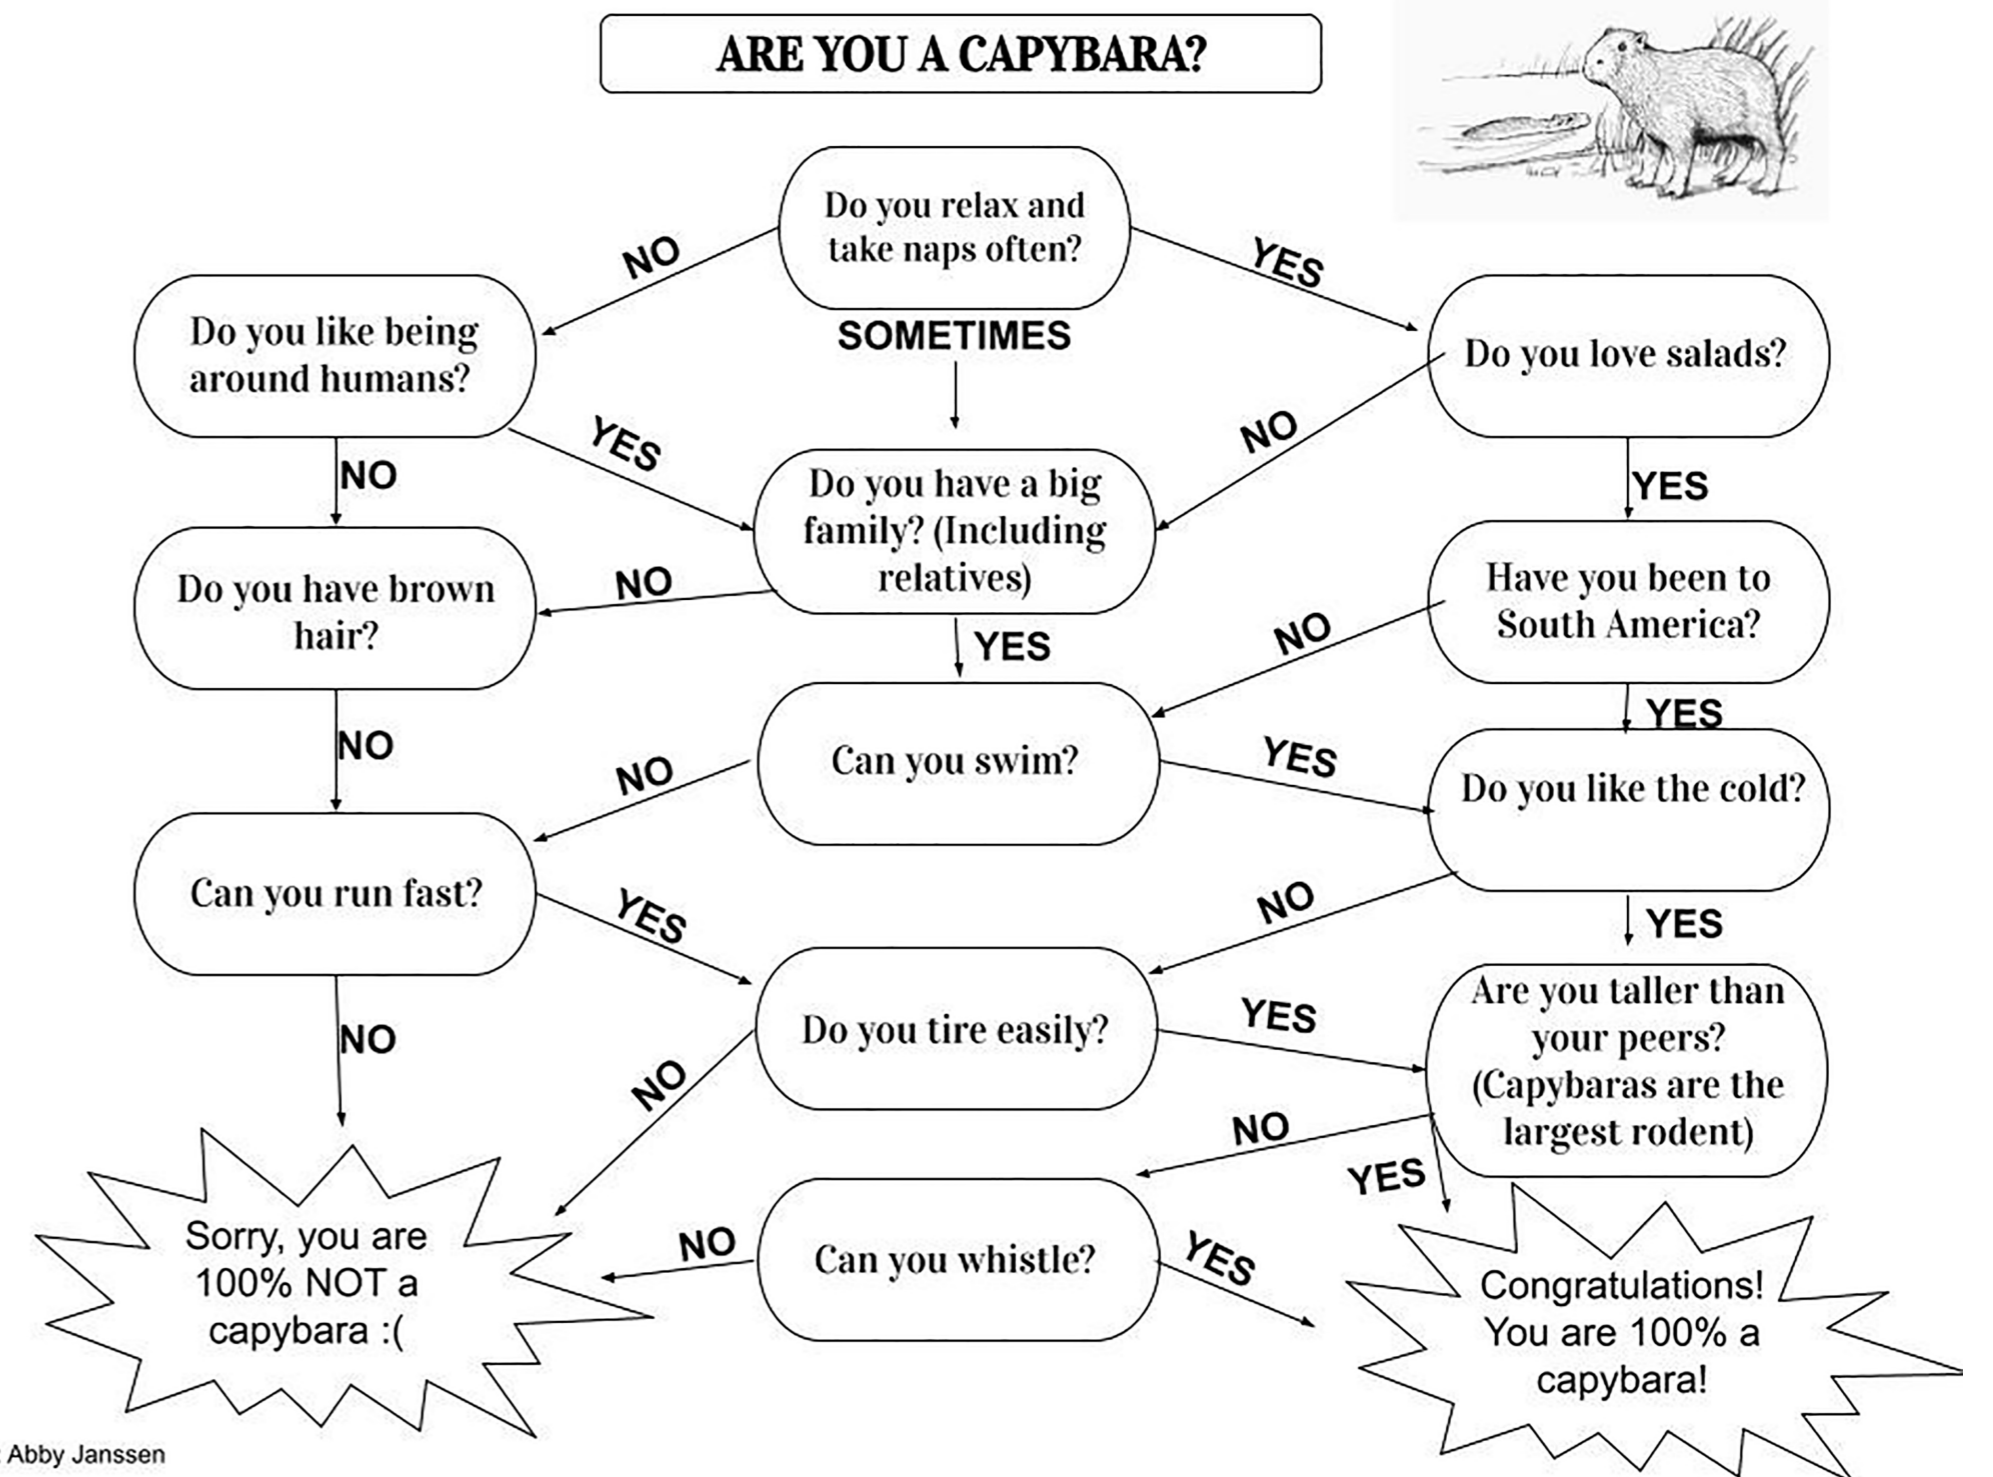 ARE YOU A CAPYBARA?
Do you relax and
take naps often?
NO
YES
SOMETIMES
Do you like being
around humans?
Do you love salads?
YES
NO
NO
YES
Do you have a big
family? (Including
relatives)
Do you have brown
hair?
NO
YES
Have you been to
South America?
NO
YES
NO
Can you swim?
NO
YES
Do you like the cold?
Can you run fast?
YES
NO
YES
NO
Do you tire easily?
YES
NO
Are you taller than
your peers?
(Capybaras are the
largest rodent)
NO
YES
Can you whistle?
NO
YES
Sorry, you are
100% NOT a
capybara :(
Congratulations!
You are 100% a
capybara!
: Abby Janssen